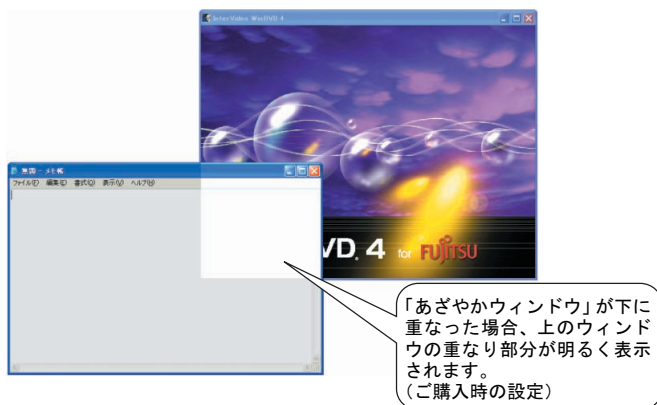 InterVideo WinDVD 4
無題 - メモ帳
ファイル(F) 編集(E) 書式(O) 表示(V) ヘルプ(H)
VD. 4 for FUJITSU
「あざやかウィンドウ」が下に
重なった場合、上のウィンド
ウの重なり部分が明るく表示
されます。
(ご購入時の設定)